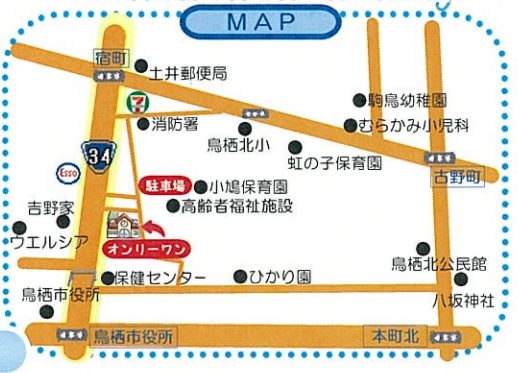 MAP
宿町
土井郵便局
7
消防署
駒鳥幼稚園
むらかみ小児科
鳥栖北小
34
虹の子保育園
Esso
古野町
駐車場
小鳩保育園
吉野家
高齢者福祉施設
ウエルシア
オンリーワン
鳥栖北公民館
保健センター
ひかり園
鳥栖市役所
八坂神社
鳥栖市役所
本町北